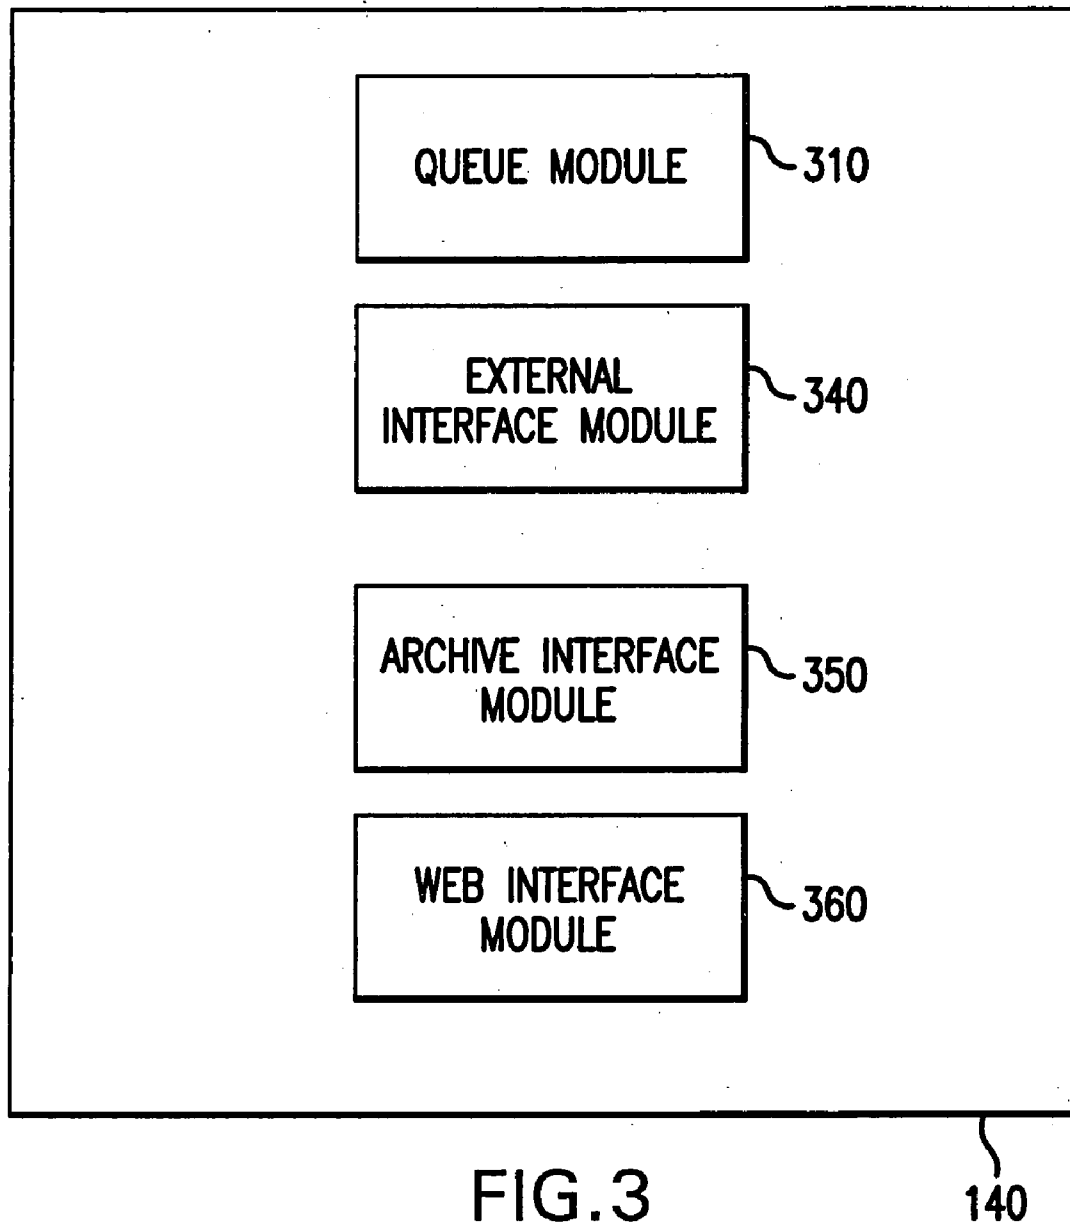 QUEUE MODULE
310
EXTERNAL
INTERFACE MODULE
340
ARCHIVE INTERFACE
MODULE
350
WEB INTERFACE
MODULE
360
FIG.3
140